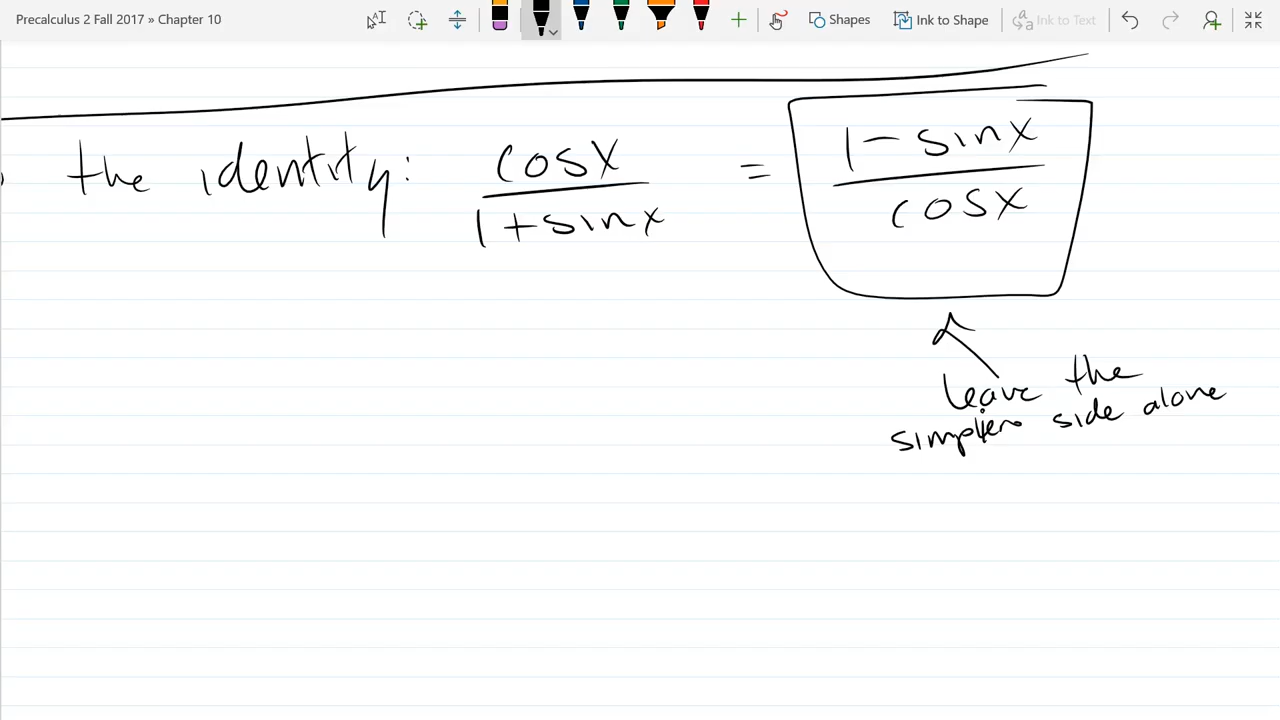 Precalculus 2 Fall 2017 » Chapter 10
Shapes
Ink to Shape
Ink to Text
the identity: cosx / 1+sinx = 1-sinx / cosx
leave the
simpler side alone